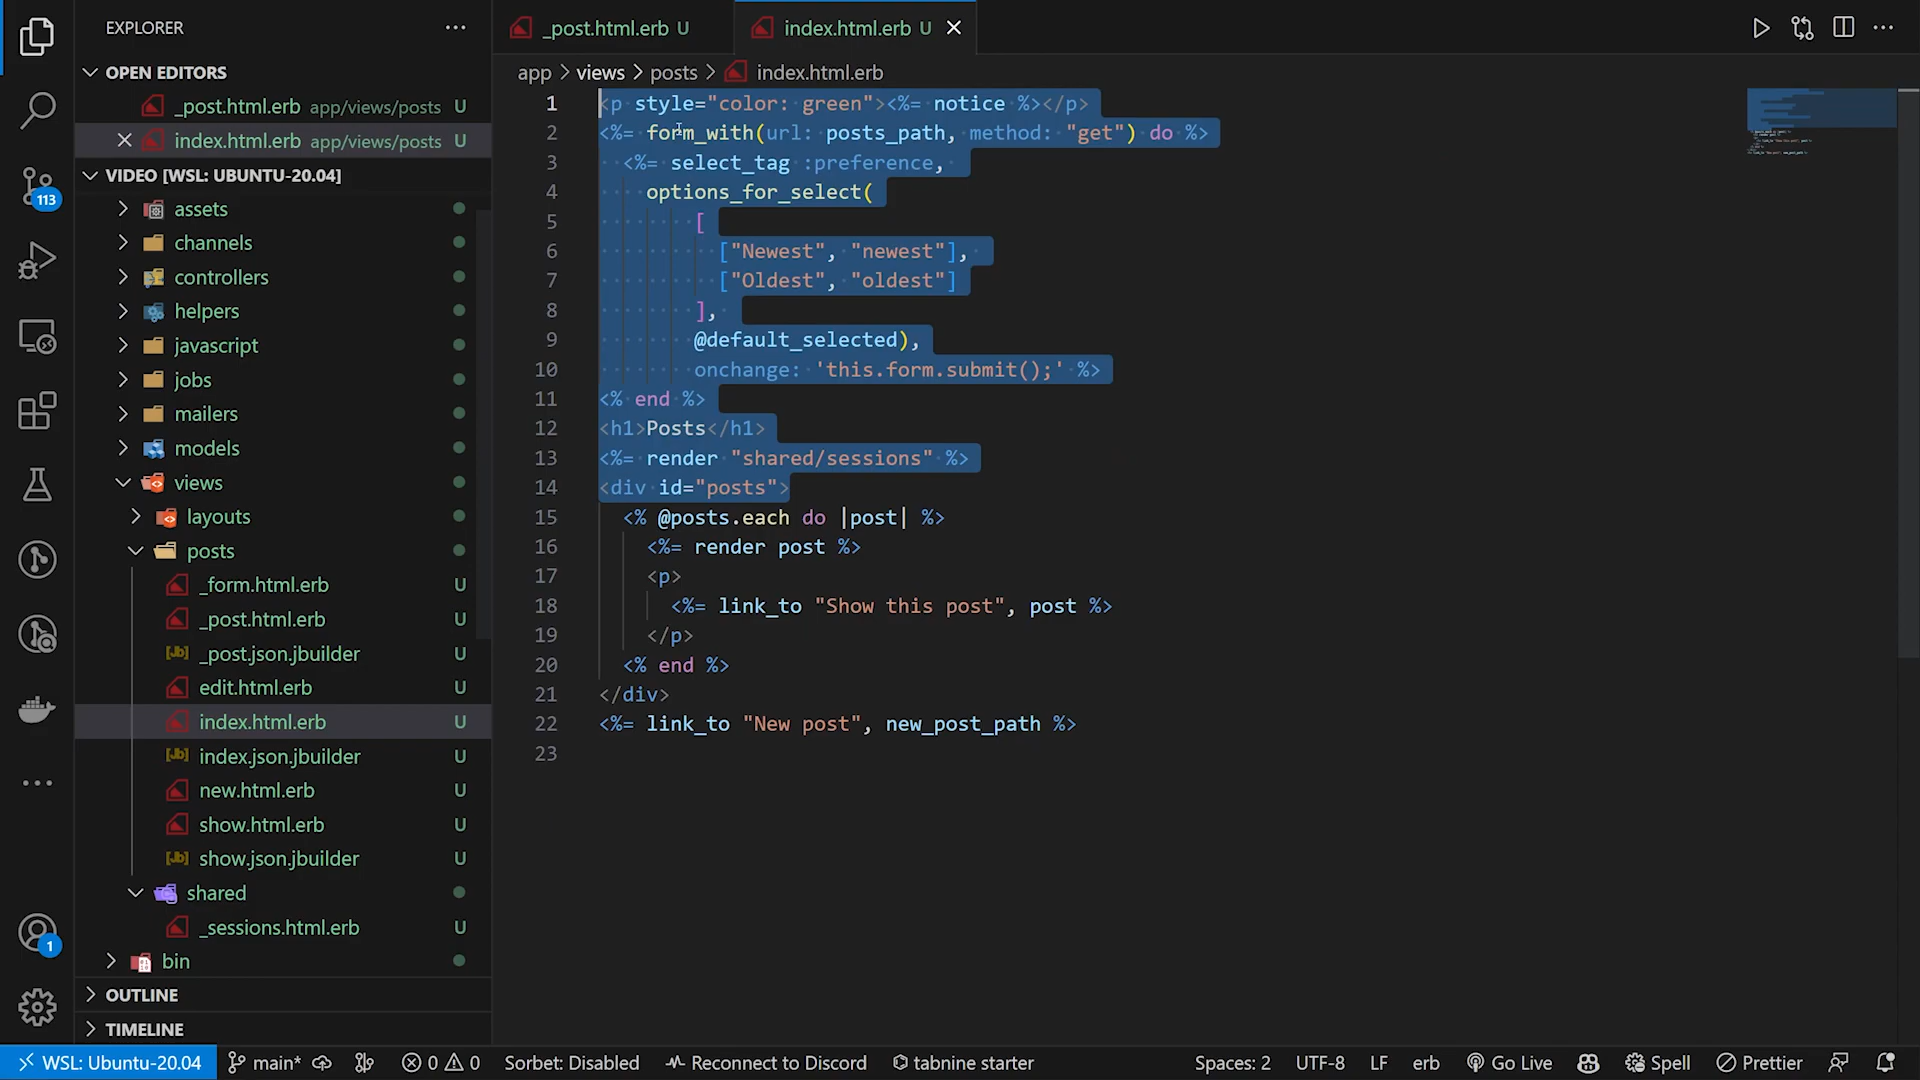 EXPLORER
OPEN EDITORS
_post.html.erb app/views/posts U
index.html.erb app/views/posts U
VIDEO [WSL: UBUNTU-20.04]
assets
channels
controllers
helpers
javascript
jobs
mailers
models
views
layouts
posts
_form.html.erb U
_post.html.erb U
_post.json.jbuilder U
edit.html.erb U
index.html.erb U
index.json.jbuilder U
new.html.erb U
show.html.erb U
show.json.jbuilder U
shared
_sessions.html.erb U
bin
OUTLINE
TIMELINE
113
1
_post.html.erb U
index.html.erb U
app > views > posts > index.html.erb
1 <p style="color: green"><%= notice %></p>
2 <%= form_with(url: posts_path, method: "get") do %>
3 <%= select_tag :preference,
4 options_for_select(
5 [
6 ["Newest", "newest"],
7 ["Oldest", "oldest"]
8 ],
9 @default_selected),
10 onchange: 'this.form.submit();' %>
11 <% end %>
12 <h1>Posts</h1>
13 <%= render "shared/sessions" %>
14 <div id="posts">
15 <% @posts.each do |post| %>
16 <%= render post %>
17 <p>
18 <%= link_to "Show this post", post %>
19 </p>
20 <% end %>
21 </div>
22 <%= link_to "New post", new_post_path %>
23
WSL: Ubuntu-20.04 main* 0 0 Sorbet: Disabled Reconnect to Discord tabnine starter Spaces: 2 UTF-8 LF erb Go Live Spell Prettier